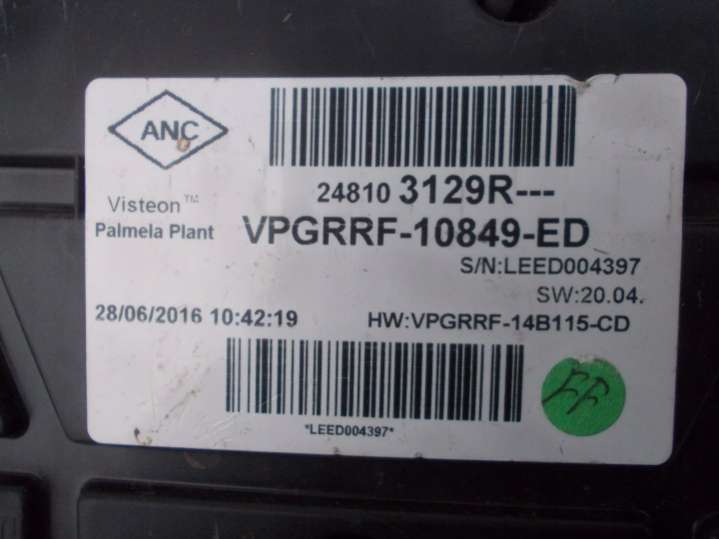 ANC
24810 3129R---
Visteon™
Palmela Plant
VPGRRF-10849-ED
S/N:LEED004397
SW:20.04.
28/06/2016 10:42:19
HW:VPGRRF-14B115-CD
*LEED004397*